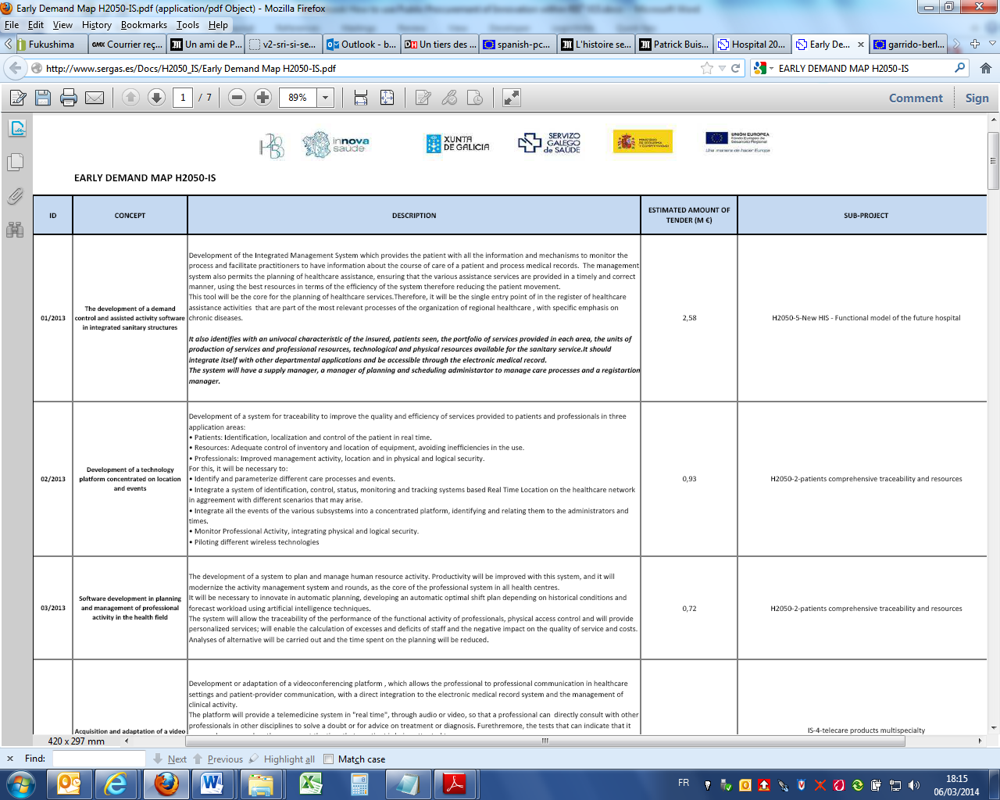 Early Demand Map H2050-IS.pdf (application/pdf Object) - Mozilla Firefox
File Edit View History Bookmarks Tools Help
Fukushima
GMX Courrier reç...
Un ami de P...
v2-sri-si-se...
Outlook - b...
Un tiers des ...
spanish-pc...
L'histoire se...
Patrick Buis...
Hospital 20...
Early De...
garrido-berl...
http://www.sergas.es/Docs/H2050_IS/Early Demand Map H2050-IS.pdf
EARLY DEMAND MAP H2050-IS
1 / 7
89%
Comment Sign
innova
saúde
XUNTA
DE GALICIA
SERVIZO
GALEGO
de SAÚDE
MINISTERIO
DE ECONOMÍA
Y COMPETITIVIDAD
UNIÓN EUROPEA
Fondo Europeo de
Desarrollo Regional
Una manera de hacer Europa
EARLY DEMAND MAP H2050-IS
ID
CONCEPT
DESCRIPTION
ESTIMATED AMOUNT OF
TENDER (M €)
SUB-PROJECT
01/2013
The development of a demand
control and assisted activity software
in integrated sanitary structures
Development of the Integrated Management System which provides the patient with all the information and mechanisms to monitor the
process and facilitate practitioners to have information about the course of care of a patient and process medical records. The management
system also permits the planning of healthcare assistance, ensuring that the various assistance services are provided in a timely and correct
manner, using the best resources in terms of the efficiency of the system therefore reducing the patient movement.
This tool will be the core for the planning of healthcare services.Therefore, it will be the single entry point of in the register of healthcare
assistance activities that are part of the most relevant processes of the organization of regional healthcare , with specific emphasis on
chronic diseases.
It also identifies with an univocal characteristic of the insured, patients seen, the portfolio of services provided in each area, the units of
production of services and professional resources, technological and physical resources available for the sanitary service.It should
integrate itself with other departmental applications and be accessible through the electronic medical record.
The system will have a supply manager, a manager of planning and scheduling administartor to manage care processes and a registartion
manager.
2,58
H2050-5-New HIS - Functional model of the future hospital
02/2013
Development of a technology
platform concentrated on location
and events
Development of a system for traceability to improve the quality and efficiency of services provided to patients and professionals in three
application areas:
• Patients: Identification, localization and control of the patient in real time.
• Resources: Adequate control of inventory and location of equipment, avoiding inefficiencies in the use.
• Professionals: Improved management activity, location and in physical and logical security.
For this, it will be necessary to:
• Identify and parameterize different care processes and events.
• Integrate a system of identification, control, status, monitoring and tracking systems based Real Time Location on the healthcare network
in aggreement with different scenarios that may arise.
• Integrate all the events of the various subsystems into a concentrated platform, identifying and relating them to the administrators and
times.
• Monitor Professional Activity, integrating physical and logical security.
• Piloting different wireless technologies
0,93
H2050-2-patients comprehensive traceability and resources
03/2013
Software development in planning
and management of professional
activity in the health field
The development of a system to plan and manage human resource activity. Productivity will be improved with this system, and it will
modernize the activity management system and rounds, as the core of the professional system in all health centres.
It will be necessary to innovate in automatic planning, developing an automatic optimal shift plan depending on historical conditions and
forecast workload using artificial intelligence techniques.
The system will allow the traceability of the performance of the functional activity of professionals, physical access control and will provide
personalized services; will enable the calculation of excesses and deficits of staff and the negative impact on the quality of service and costs.
Analyses of alternative will be carried out and the time spent on the planning will be reduced.
0,72
H2050-2-patients comprehensive traceability and resources
Acquisition and adaptation of a video
Development or adaptation of a videoconferencing platform , which allows the professional to professional communication in healthcare
settings and patient-provider communication, with a direct integration to the electronic medical record system and the management of
clinical activity.
The platform will provide a telemedicine system in "real time", through audio or video, so that a professional can directly consult with other
professionals in other disciplines to solve a doubt or for advice on treatment or diagnosis. Furethremore, the tests that can indicate that it
IS-4-telecare products multispecialty
420 x 297 mm
Find: Next Previous Highlight all Match case
FR
18:15
06/03/2014